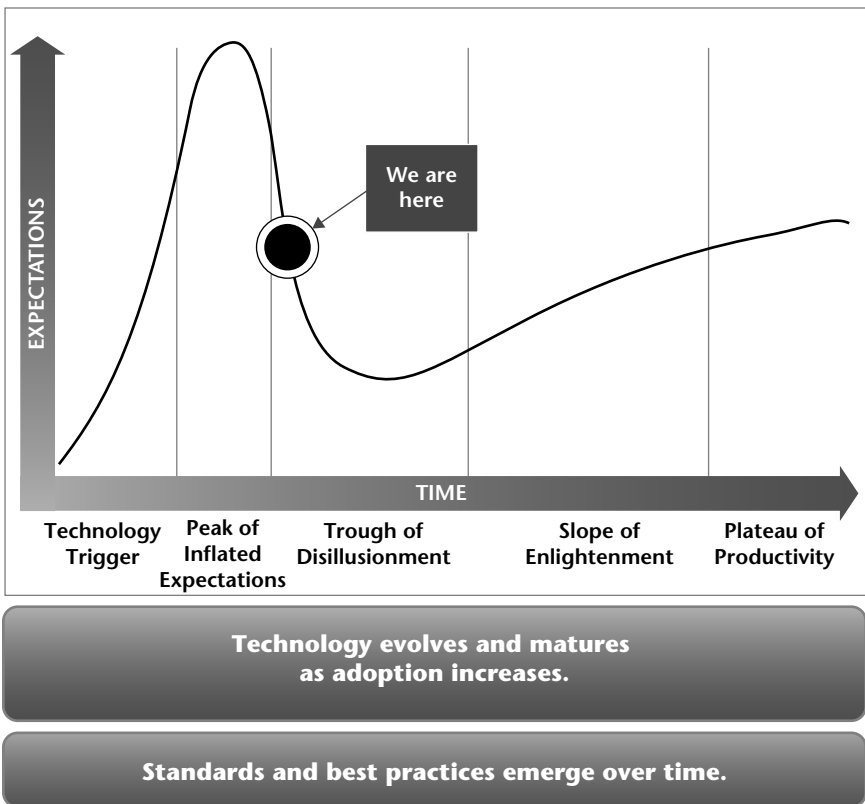 EXPECTATIONS
We are
here
TIME
Technology
Trigger
Peak of
Inflated
Expectations
Trough of
Disillusionment
Slope of
Enlightenment
Plateau of
Productivity
Technology evolves and matures
as adoption increases.
Standards and best practices emerge over time.